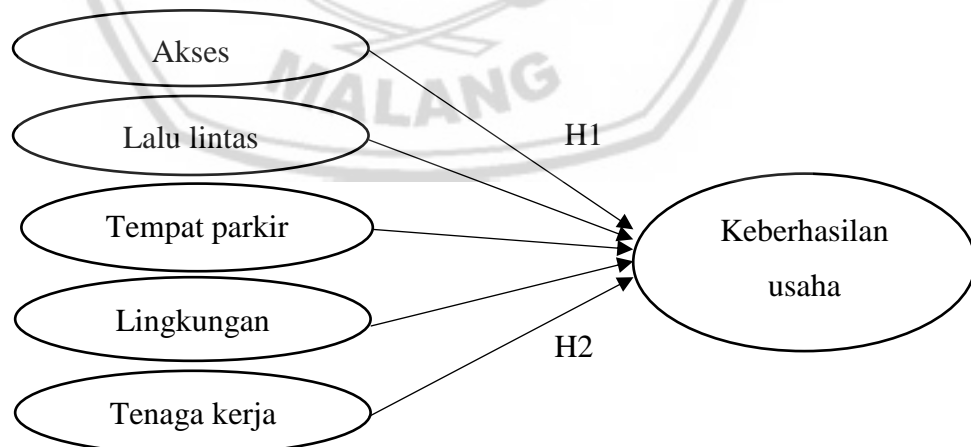 Akses
MALANG
H1
Lalu lintas
Tempat parkir
Keberhasilan
usaha
Lingkungan
H2
Tenaga kerja